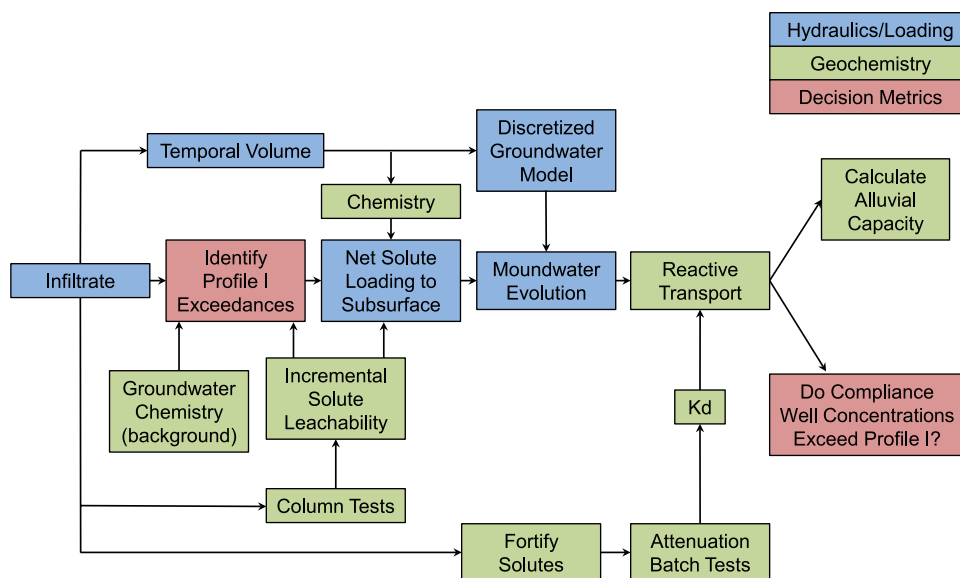 Hydraulics/Loading
Geochemistry
Decision Metrics
Temporal Volume
Discretized
Groundwater
Model
Chemistry
Calculate
Alluvial
Capacity
Infiltrate
Identify
Profile I
Exceedances
Net Solute
Loading to
Subsurface
Moundwater
Evolution
Reactive
Transport
Groundwater
Chemistry
(background)
Incremental
Solute
Leachability
Kd
Do Compliance
Well Concentrations
Exceed Profile I?
Column Tests
Fortify
Solutes
Attenuation
Batch Tests